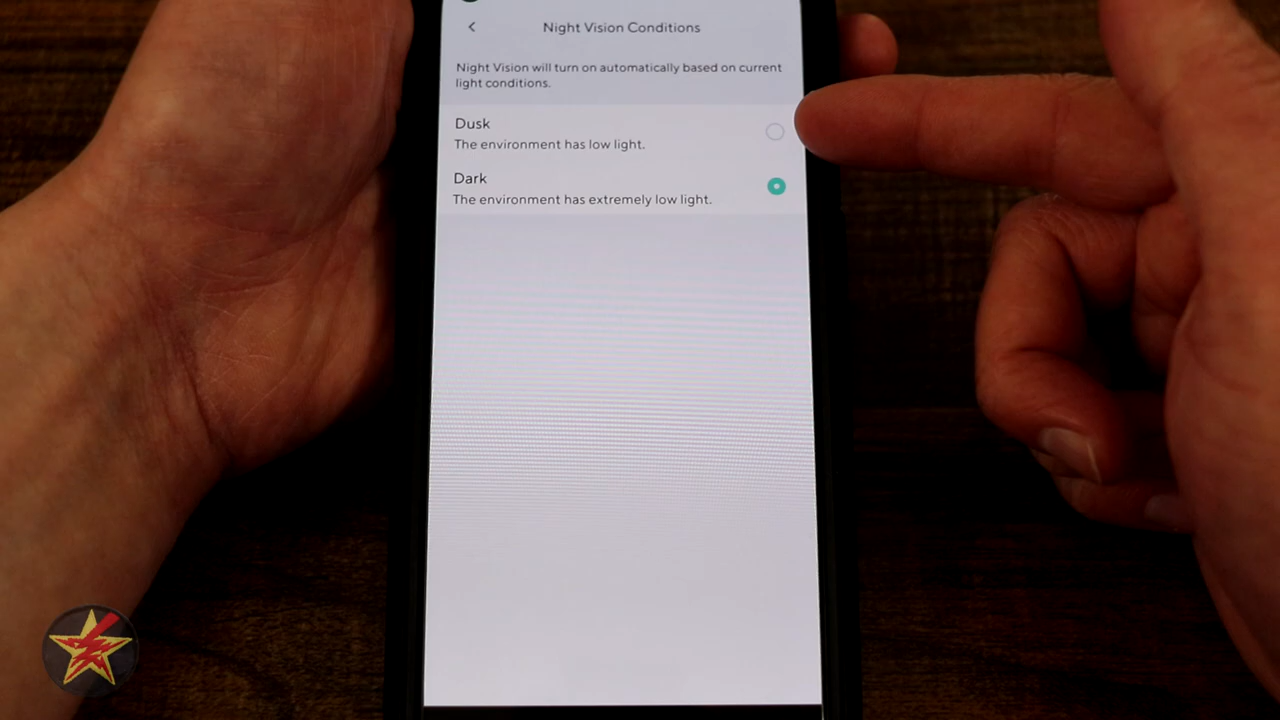 Night Vision Conditions
Night Vision will turn on automatically based on current
light conditions.
Dusk
The environment has low light.
Dark
The environment has extremely low light.